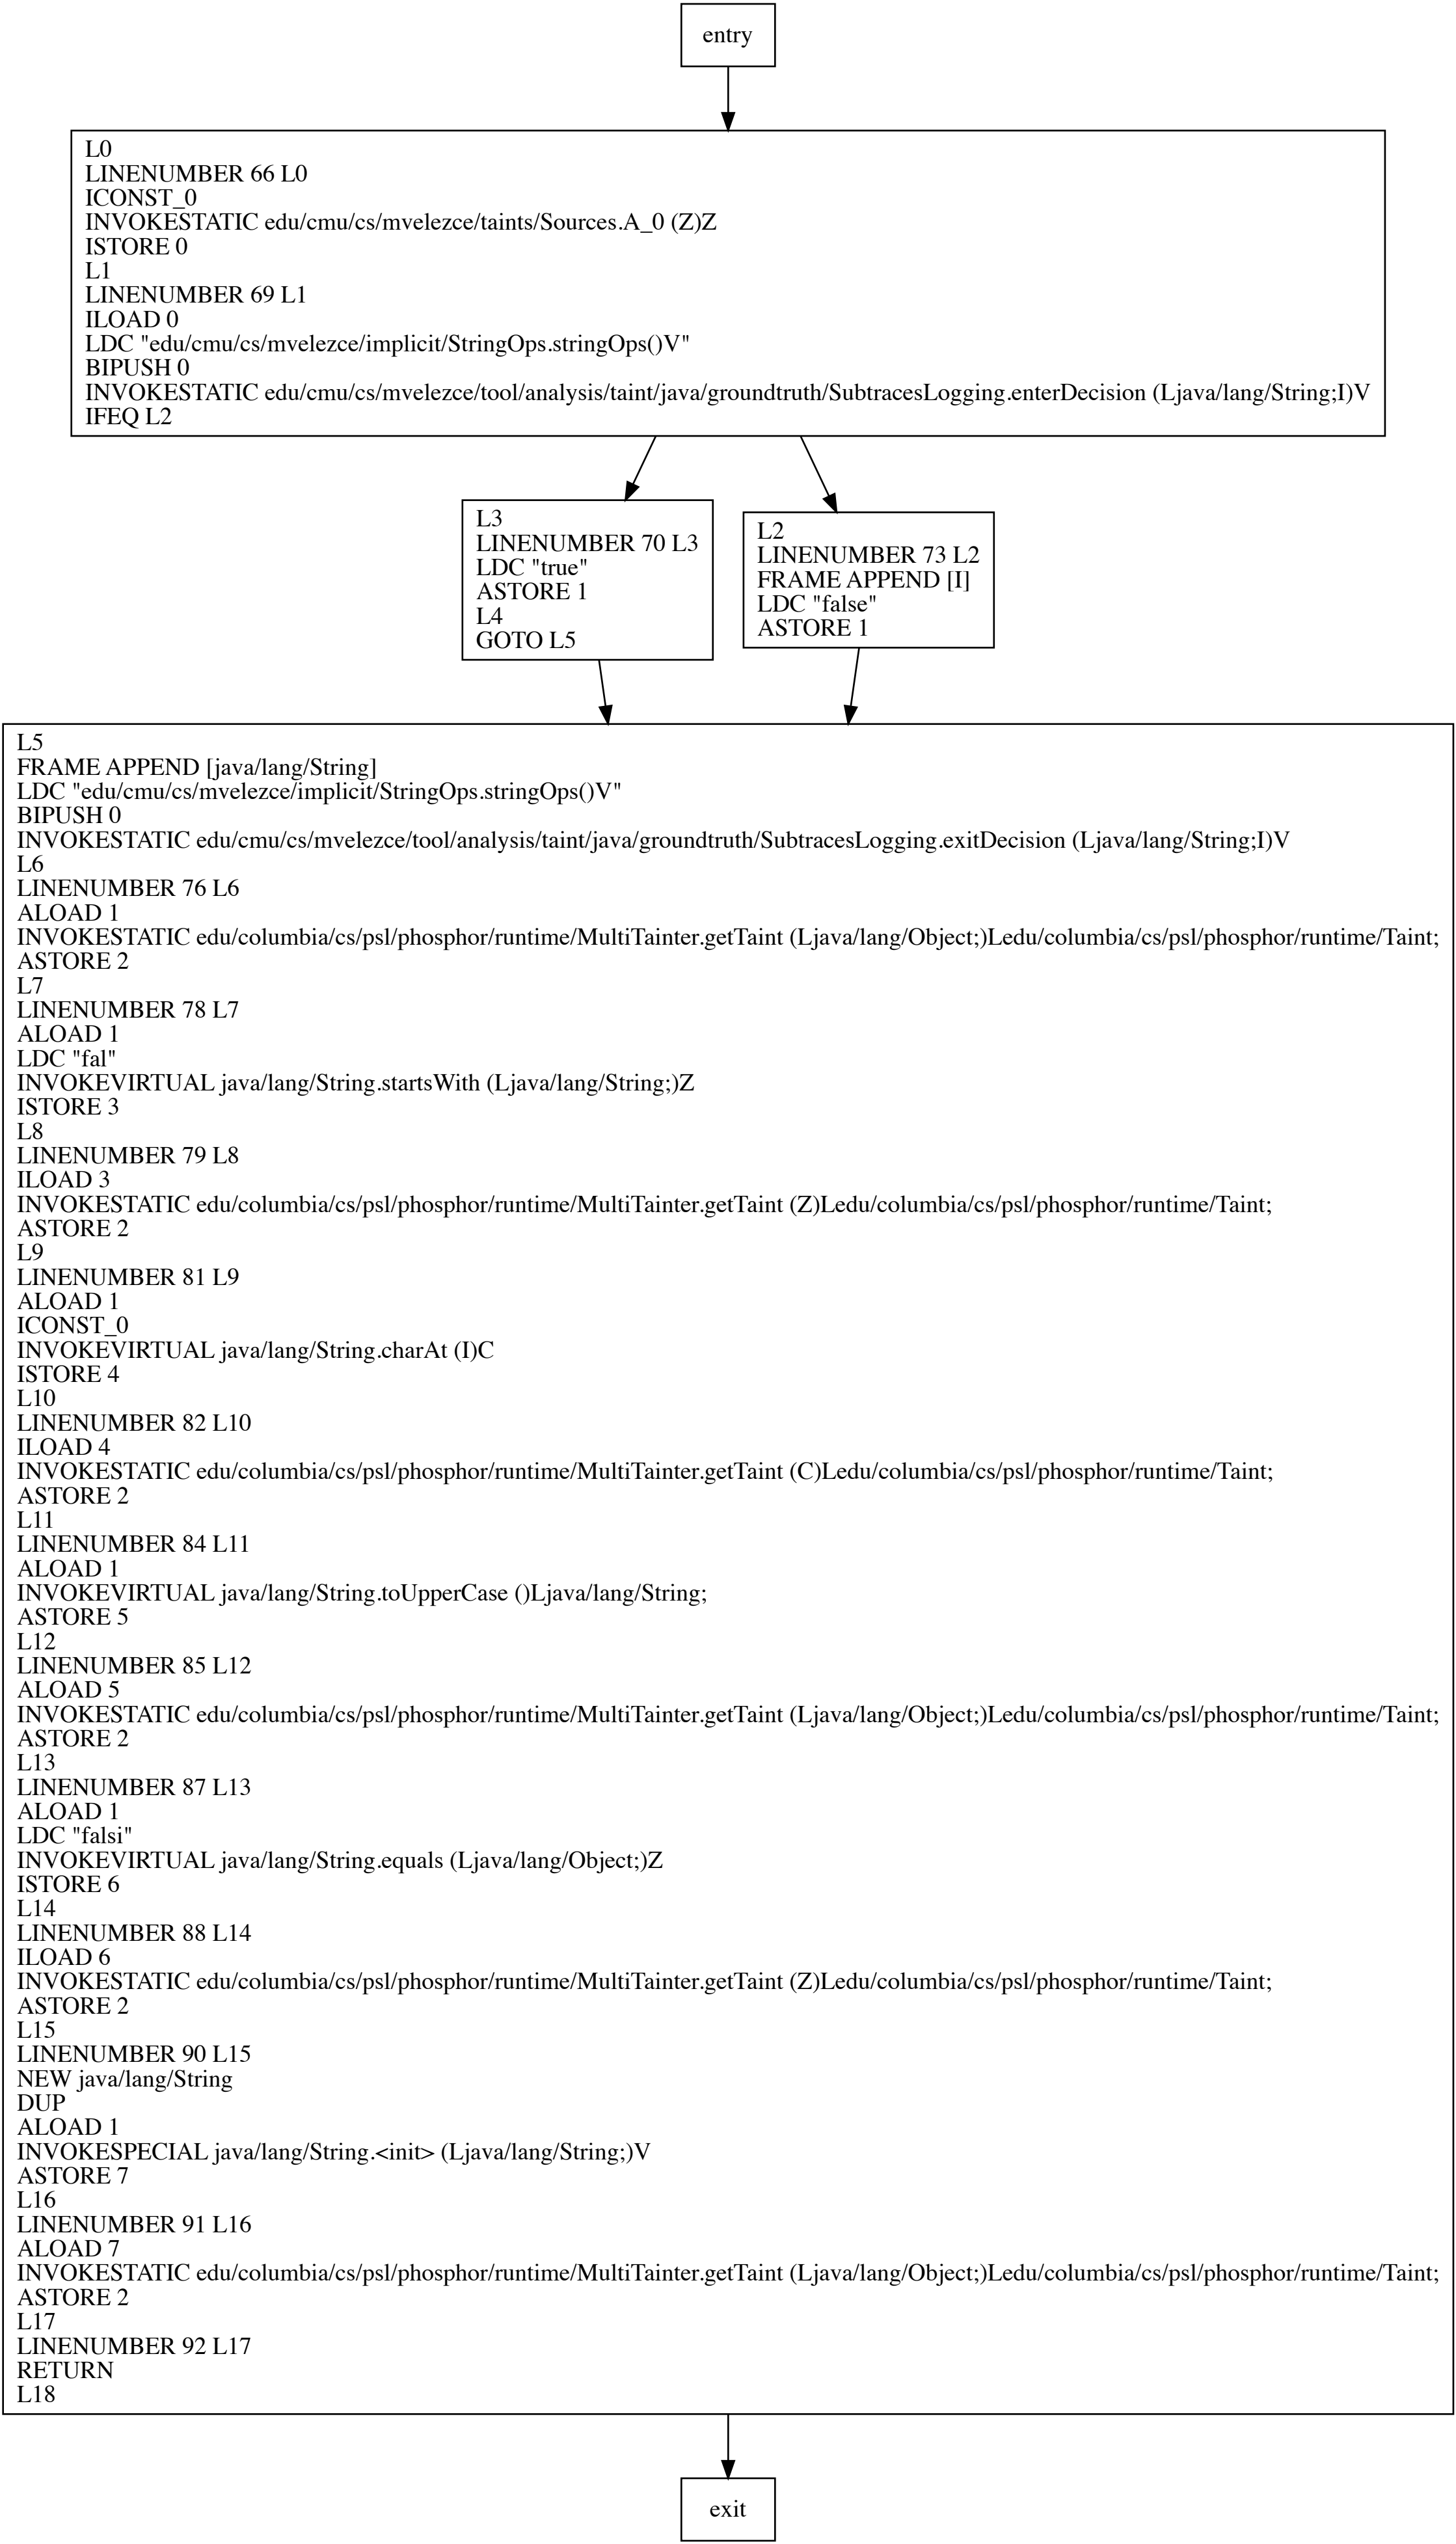 entry
L0
LINENUMBER 66 L0
ICONST_0
INVOKESTATIC edu/cmu/cs/mvelezce/taints/Sources.A_0 (Z)Z
ISTORE 0
L1
LINENUMBER 69 L1
ILOAD 0
LDC "edu/cmu/cs/mvelezce/implicit/StringOps.stringOps()V"
BIPUSH 0
INVOKESTATIC edu/cmu/cs/mvelezce/tool/analysis/taint/java/groundtruth/SubtracesLogging.enterDecision (Ljava/lang/String;I)V
IFEQ L2
L3
LINENUMBER 70 L3
LDC "true"
ASTORE 1
L4
GOTO L5
L2
LINENUMBER 73 L2
FRAME APPEND [I]
LDC "false"
ASTORE 1
L5
FRAME APPEND [java/lang/String]
LDC "edu/cmu/cs/mvelezce/implicit/StringOps.stringOps()V"
BIPUSH 0
INVOKESTATIC edu/cmu/cs/mvelezce/tool/analysis/taint/java/groundtruth/SubtracesLogging.exitDecision (Ljava/lang/String;I)V
L6
LINENUMBER 76 L6
ALOAD 1
INVOKESTATIC edu/columbia/cs/psl/phosphor/runtime/MultiTainter.getTaint (Ljava/lang/Object;)Ledu/columbia/cs/psl/phosphor/runtime/Taint;
ASTORE 2
L7
LINENUMBER 78 L7
ALOAD 1
LDC "fal"
INVOKEVIRTUAL java/lang/String.startsWith (Ljava/lang/String;)Z
ISTORE 3
L8
LINENUMBER 79 L8
ILOAD 3
INVOKESTATIC edu/columbia/cs/psl/phosphor/runtime/MultiTainter.getTaint (Z)Ledu/columbia/cs/psl/phosphor/runtime/Taint;
ASTORE 2
L9
LINENUMBER 81 L9
ALOAD 1
ICONST_0
INVOKEVIRTUAL java/lang/String.charAt (I)C
ISTORE 4
L10
LINENUMBER 82 L10
ILOAD 4
INVOKESTATIC edu/columbia/cs/psl/phosphor/runtime/MultiTainter.getTaint (C)Ledu/columbia/cs/psl/phosphor/runtime/Taint;
ASTORE 2
L11
LINENUMBER 84 L11
ALOAD 1
INVOKEVIRTUAL java/lang/String.toUpperCase ()Ljava/lang/String;
ASTORE 5
L12
LINENUMBER 85 L12
ALOAD 5
INVOKESTATIC edu/columbia/cs/psl/phosphor/runtime/MultiTainter.getTaint (Ljava/lang/Object;)Ledu/columbia/cs/psl/phosphor/runtime/Taint;
ASTORE 2
L13
LINENUMBER 87 L13
ALOAD 1
LDC "falsi"
INVOKEVIRTUAL java/lang/String.equals (Ljava/lang/Object;)Z
ISTORE 6
L14
LINENUMBER 88 L14
ILOAD 6
INVOKESTATIC edu/columbia/cs/psl/phosphor/runtime/MultiTainter.getTaint (Z)Ledu/columbia/cs/psl/phosphor/runtime/Taint;
ASTORE 2
L15
LINENUMBER 90 L15
NEW java/lang/String
DUP
ALOAD 1
INVOKESPECIAL java/lang/String.<init> (Ljava/lang/String;)V
ASTORE 7
L16
LINENUMBER 91 L16
ALOAD 7
INVOKESTATIC edu/columbia/cs/psl/phosphor/runtime/MultiTainter.getTaint (Ljava/lang/Object;)Ledu/columbia/cs/psl/phosphor/runtime/Taint;
ASTORE 2
L17
LINENUMBER 92 L17
RETURN
L18
exit